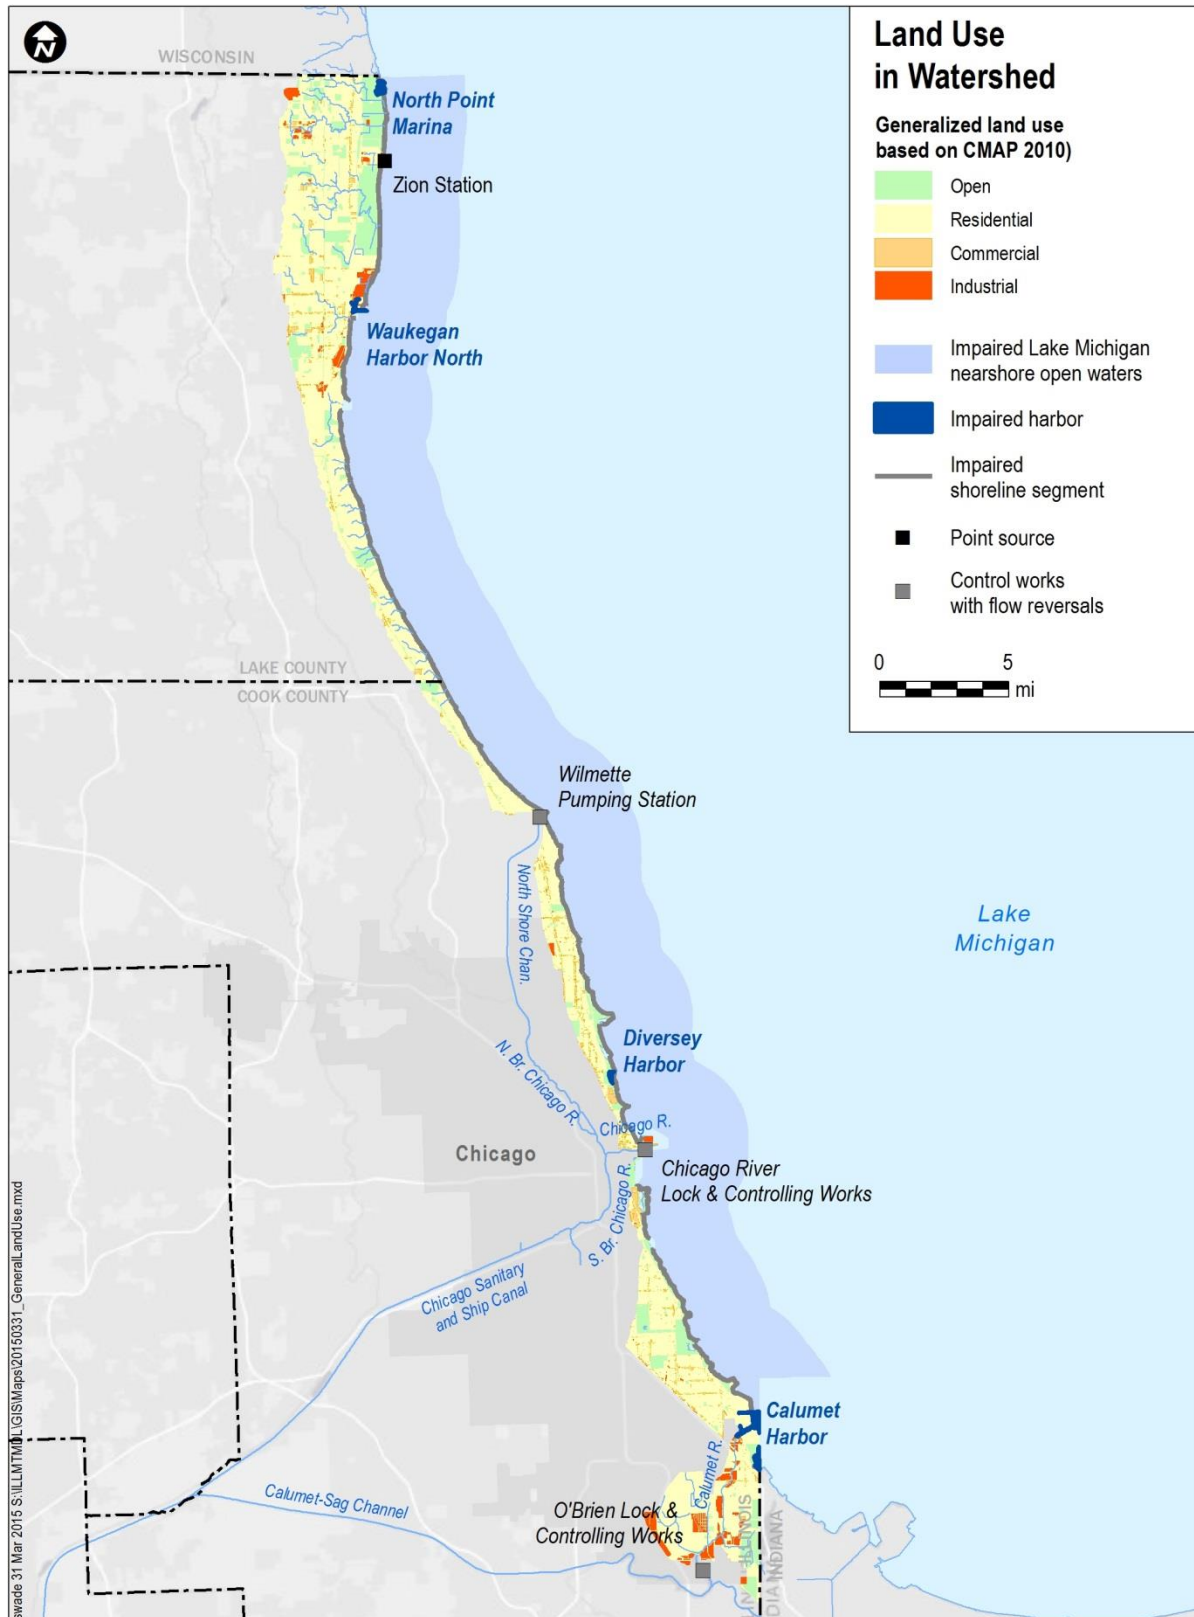 N
WISCONSIN
North Point
Marina
Zion Station
Waukegan
Harbor North
LAKE COUNTY
COOK COUNTY
Wilmette
Pumping Station
North Shore Chan.
Lake
Michigan
Diversey
Harbor
N. Br. Chicago R.
Chicago R.
Chicago
Chicago River
Lock & Controlling Works
S. Br. Chicago R.
Chicago Sanitary
and Ship Canal
Calumet
Harbor
Calumet R.
Calumet-Sag Channel
O'Brien Lock &
Controlling Works
ILLINOIS
INDIANA
Land Use
in Watershed
Generalized land use
based on CMAP 2010)
Open
Residential
Commercial
Industrial
Impaired Lake Michigan
nearshore open waters
Impaired harbor
Impaired
shoreline segment
Point source
Control works
with flow reversals
0 5
mi
swade 31 Mar 2015 S:\ILLMTMDL\GIS\Maps\20150331_GeneralLandUse.mxd